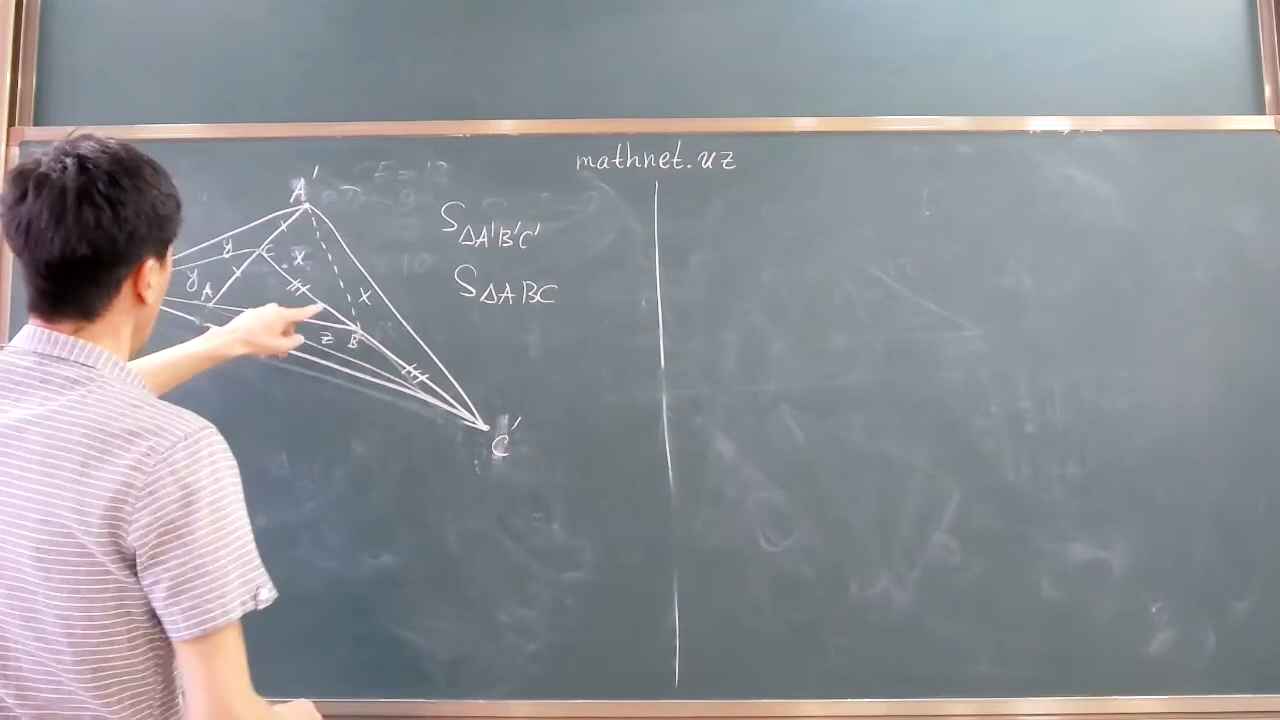 mathnet.uz
A'
S△A'B'C'
y C x
y A
S△ABC
x
z B
C'